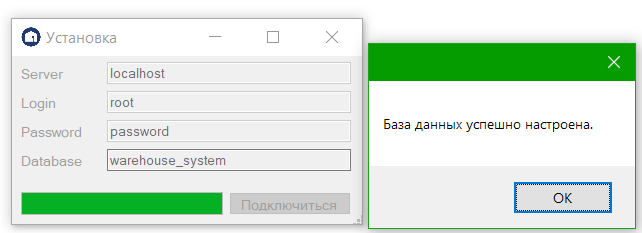 Установка
Server localhost
Login root
Password password
Database warehouse_system
Подключиться
База данных успешно настроена.
OK